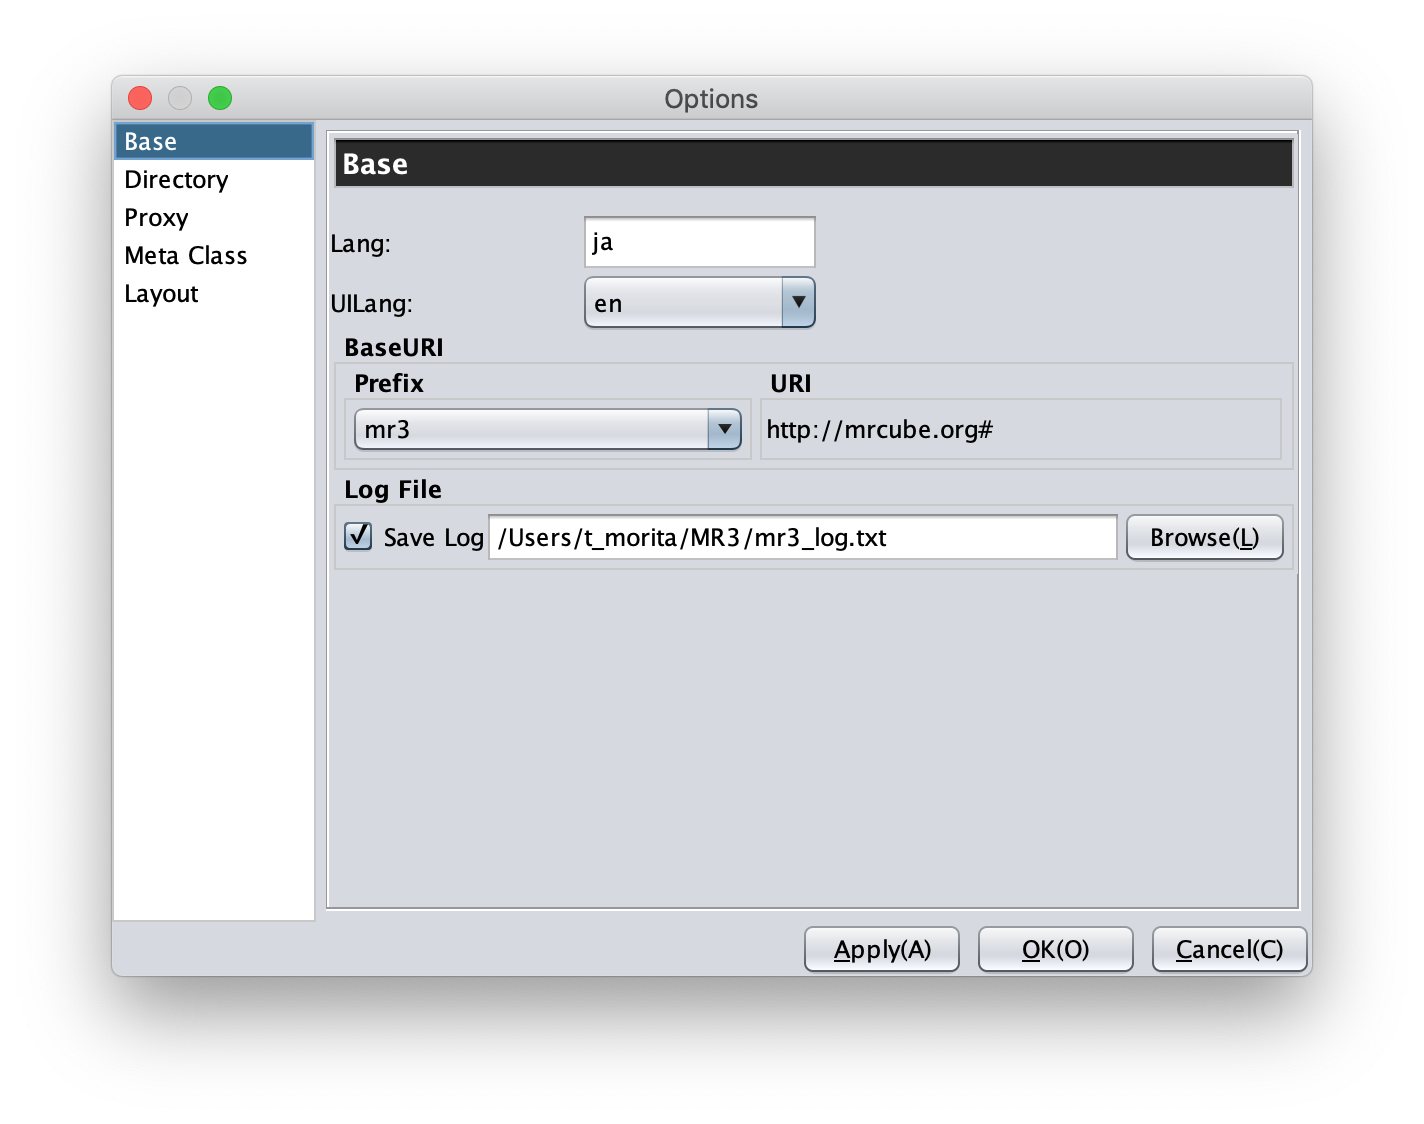 Options
Base
Directory
Proxy
Meta Class
Layout
Base
Lang:
ja
UILang:
en
BaseURI
Prefix
URI
mr3
http://mrcube.org#
Log File
Save Log
/Users/t_morita/MR3/mr3_log.txt
Browse(L)
Apply(A)
OK(O)
Cancel(C)